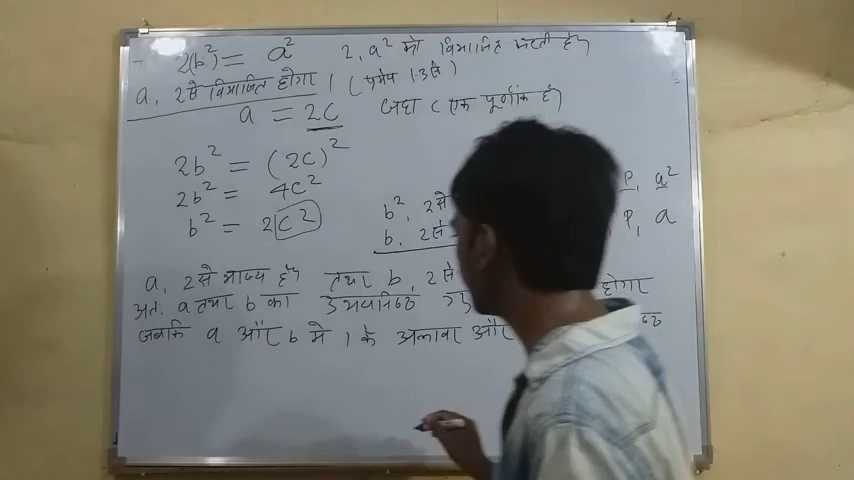 2(b²) = a² 2, a² को विभाजित करती है
a, 2 से विभाजित होगा । ( प्रमेय 1.3 से )
a = 2c जहाँ c एक पूर्णांक है
2b² = (2c)²
2b² = 4c²
b² = 2c²
b², 2 से
b, 2 से
P, a²
P, a
a, 2 से भाज्य है तथा b, 2 से
अतः a तथा b का उभयनिष्ठ होगा
जबकि a और b में 1 के अलावा और